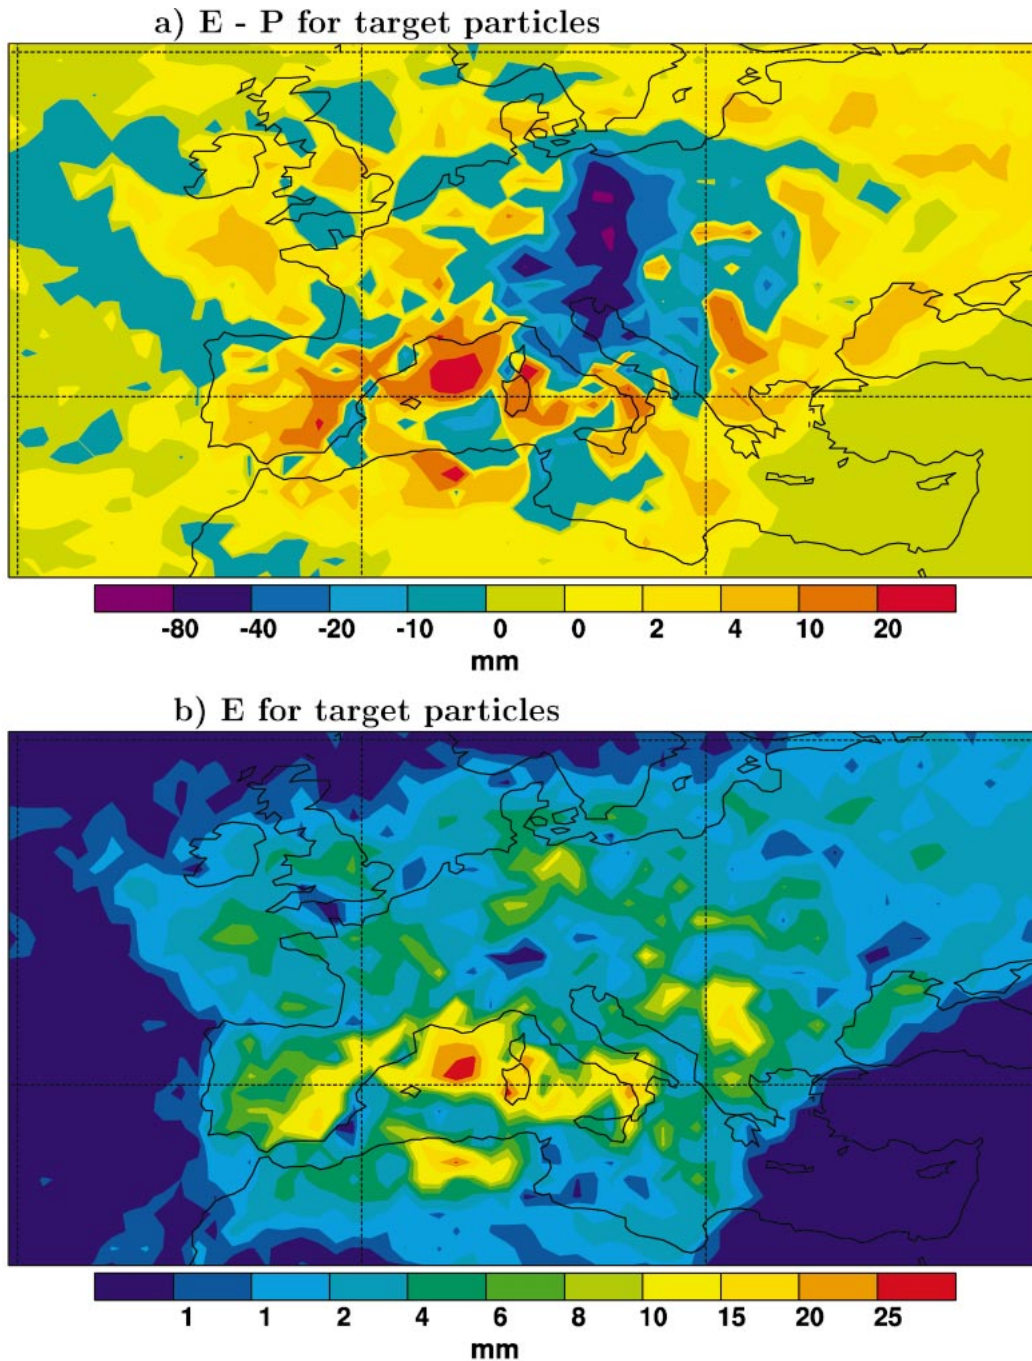 a) E - P for target particles
-80 -40 -20 -10 0 0 2 4 10 20
mm
b) E for target particles
1 1 2 4 6 8 10 15 20 25
mm